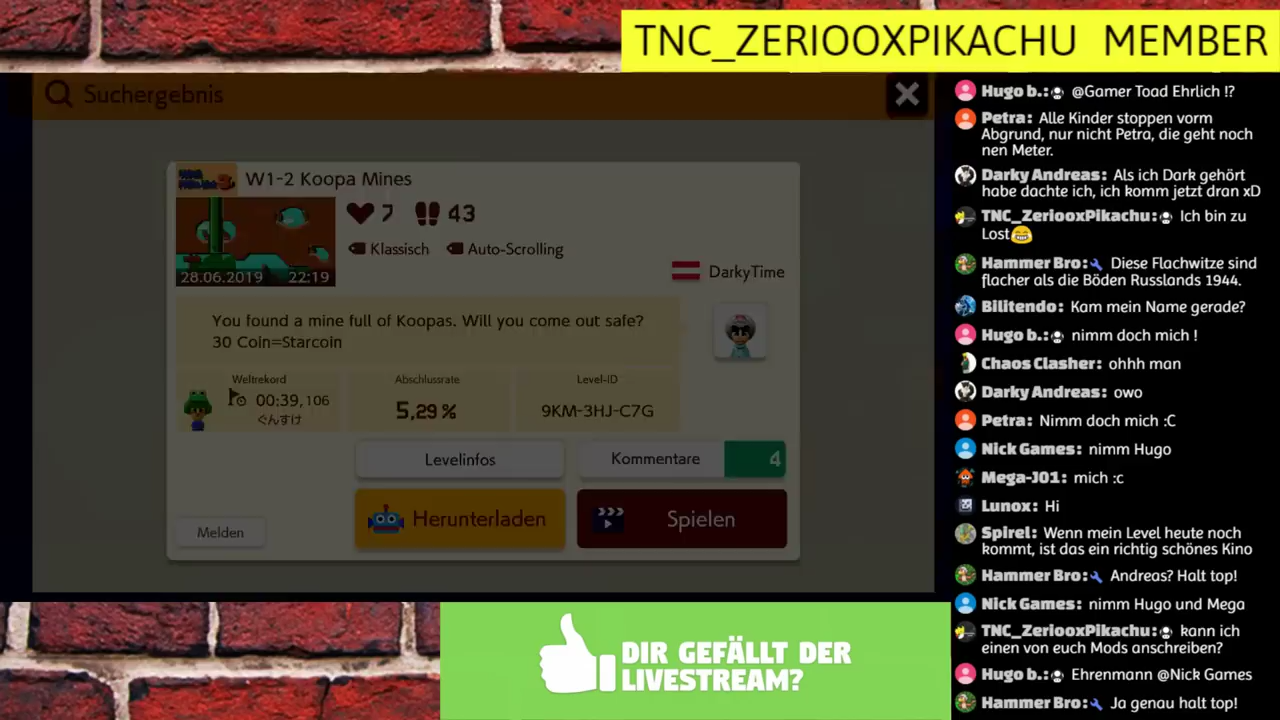 TNC_ZERIOOXPIKACHU MEMBER
Suchergebnis
W1-2 Koopa Mines
7
43
Klassisch
Auto-Scrolling
28.06.2019 22:19
DarkyTime
You found a mine full of Koopas. Will you come out safe?
30 Coin=Starcoin
Weltrekord
00:39,106
ぐんすけ
Abschlussrate
5,29 %
Level-ID
9KM-3HJ-C7G
Levelinfos
Kommentare 4
Melden
Herunterladen
Spielen
DIR GEFÄLLT DER
LIVESTREAM?
Hugo b.: @Gamer Toad Ehrlich !?
Petra: Alle Kinder stoppen vorm
Abgrund, nur nicht Petra, die geht noch
nen Meter.
Darky Andreas: Als ich Dark gehört
habe dachte ich, ich komm jetzt dran xD
TNC_ZeriooxPikachu: Ich bin zu
Lost😂
Hammer Bro: Diese Flachwitze sind
flacher als die Böden Russlands 1944.
Bilitendo: Kam mein Name gerade?
Hugo b.: nimm doch mich !
Chaos Clasher: ohhh man
Darky Andreas: owo
Petra: Nimm doch mich :C
Nick Games: nimm Hugo
Mega-J01: mich :c
Lunox: Hi
Spirel: Wenn mein Level heute noch
kommt, ist das ein richtig schönes Kino
Hammer Bro: Andreas? Halt top!
Nick Games: nimm Hugo und Mega
TNC_ZeriooxPikachu: kann ich
einen von euch Mods anschreiben?
Hugo b.: Ehrenmann @Nick Games
Hammer Bro: Ja genau halt top!